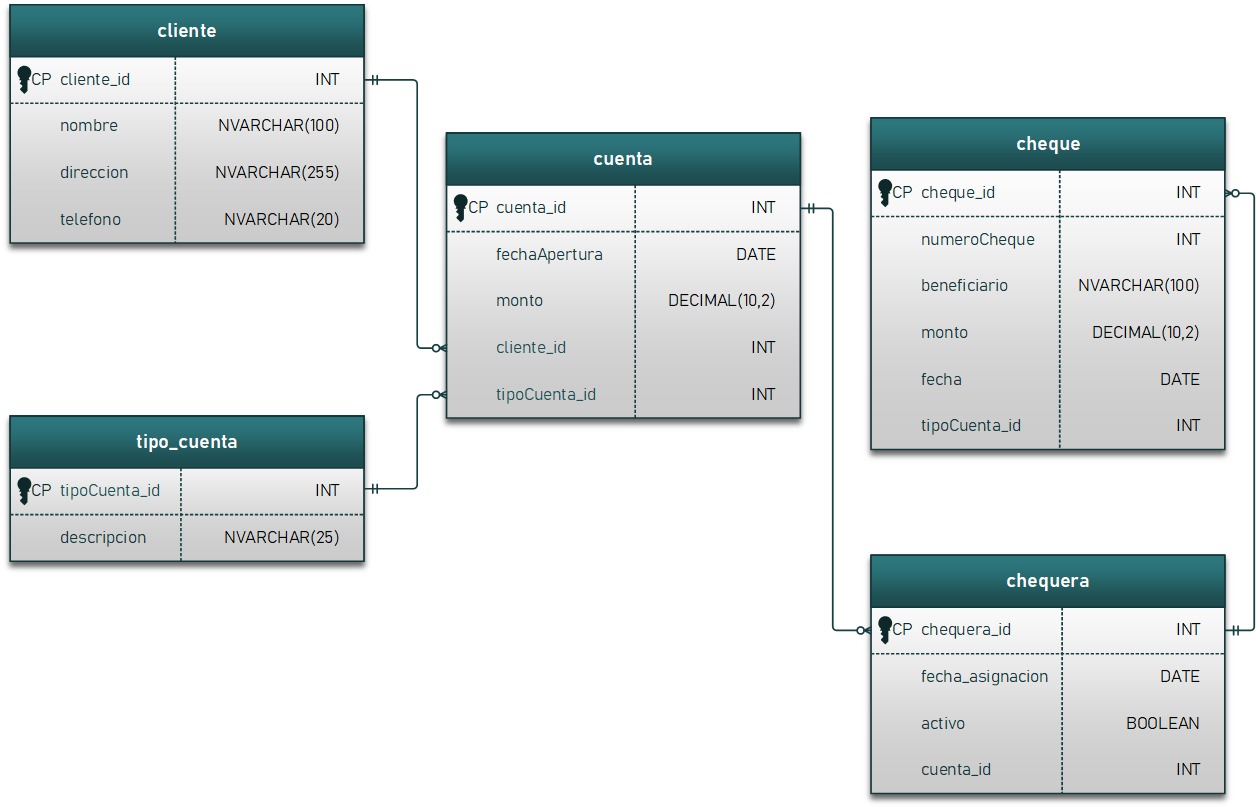 cliente
CP cliente_id INT
nombre NVARCHAR(100)
direccion NVARCHAR(255)
telefono NVARCHAR(20)
cuenta
CP cuenta_id INT
fechaApertura DATE
monto DECIMAL(10,2)
cliente_id INT
tipoCuenta_id INT
cheque
CP cheque_id INT
numeroCheque INT
beneficiario NVARCHAR(100)
monto DECIMAL(10,2)
fecha DATE
tipoCuenta_id INT
tipo_cuenta
CP tipoCuenta_id INT
descripcion NVARCHAR(25)
chequera
CP chequera_id INT
fecha_asignacion DATE
activo BOOLEAN
cuenta_id INT